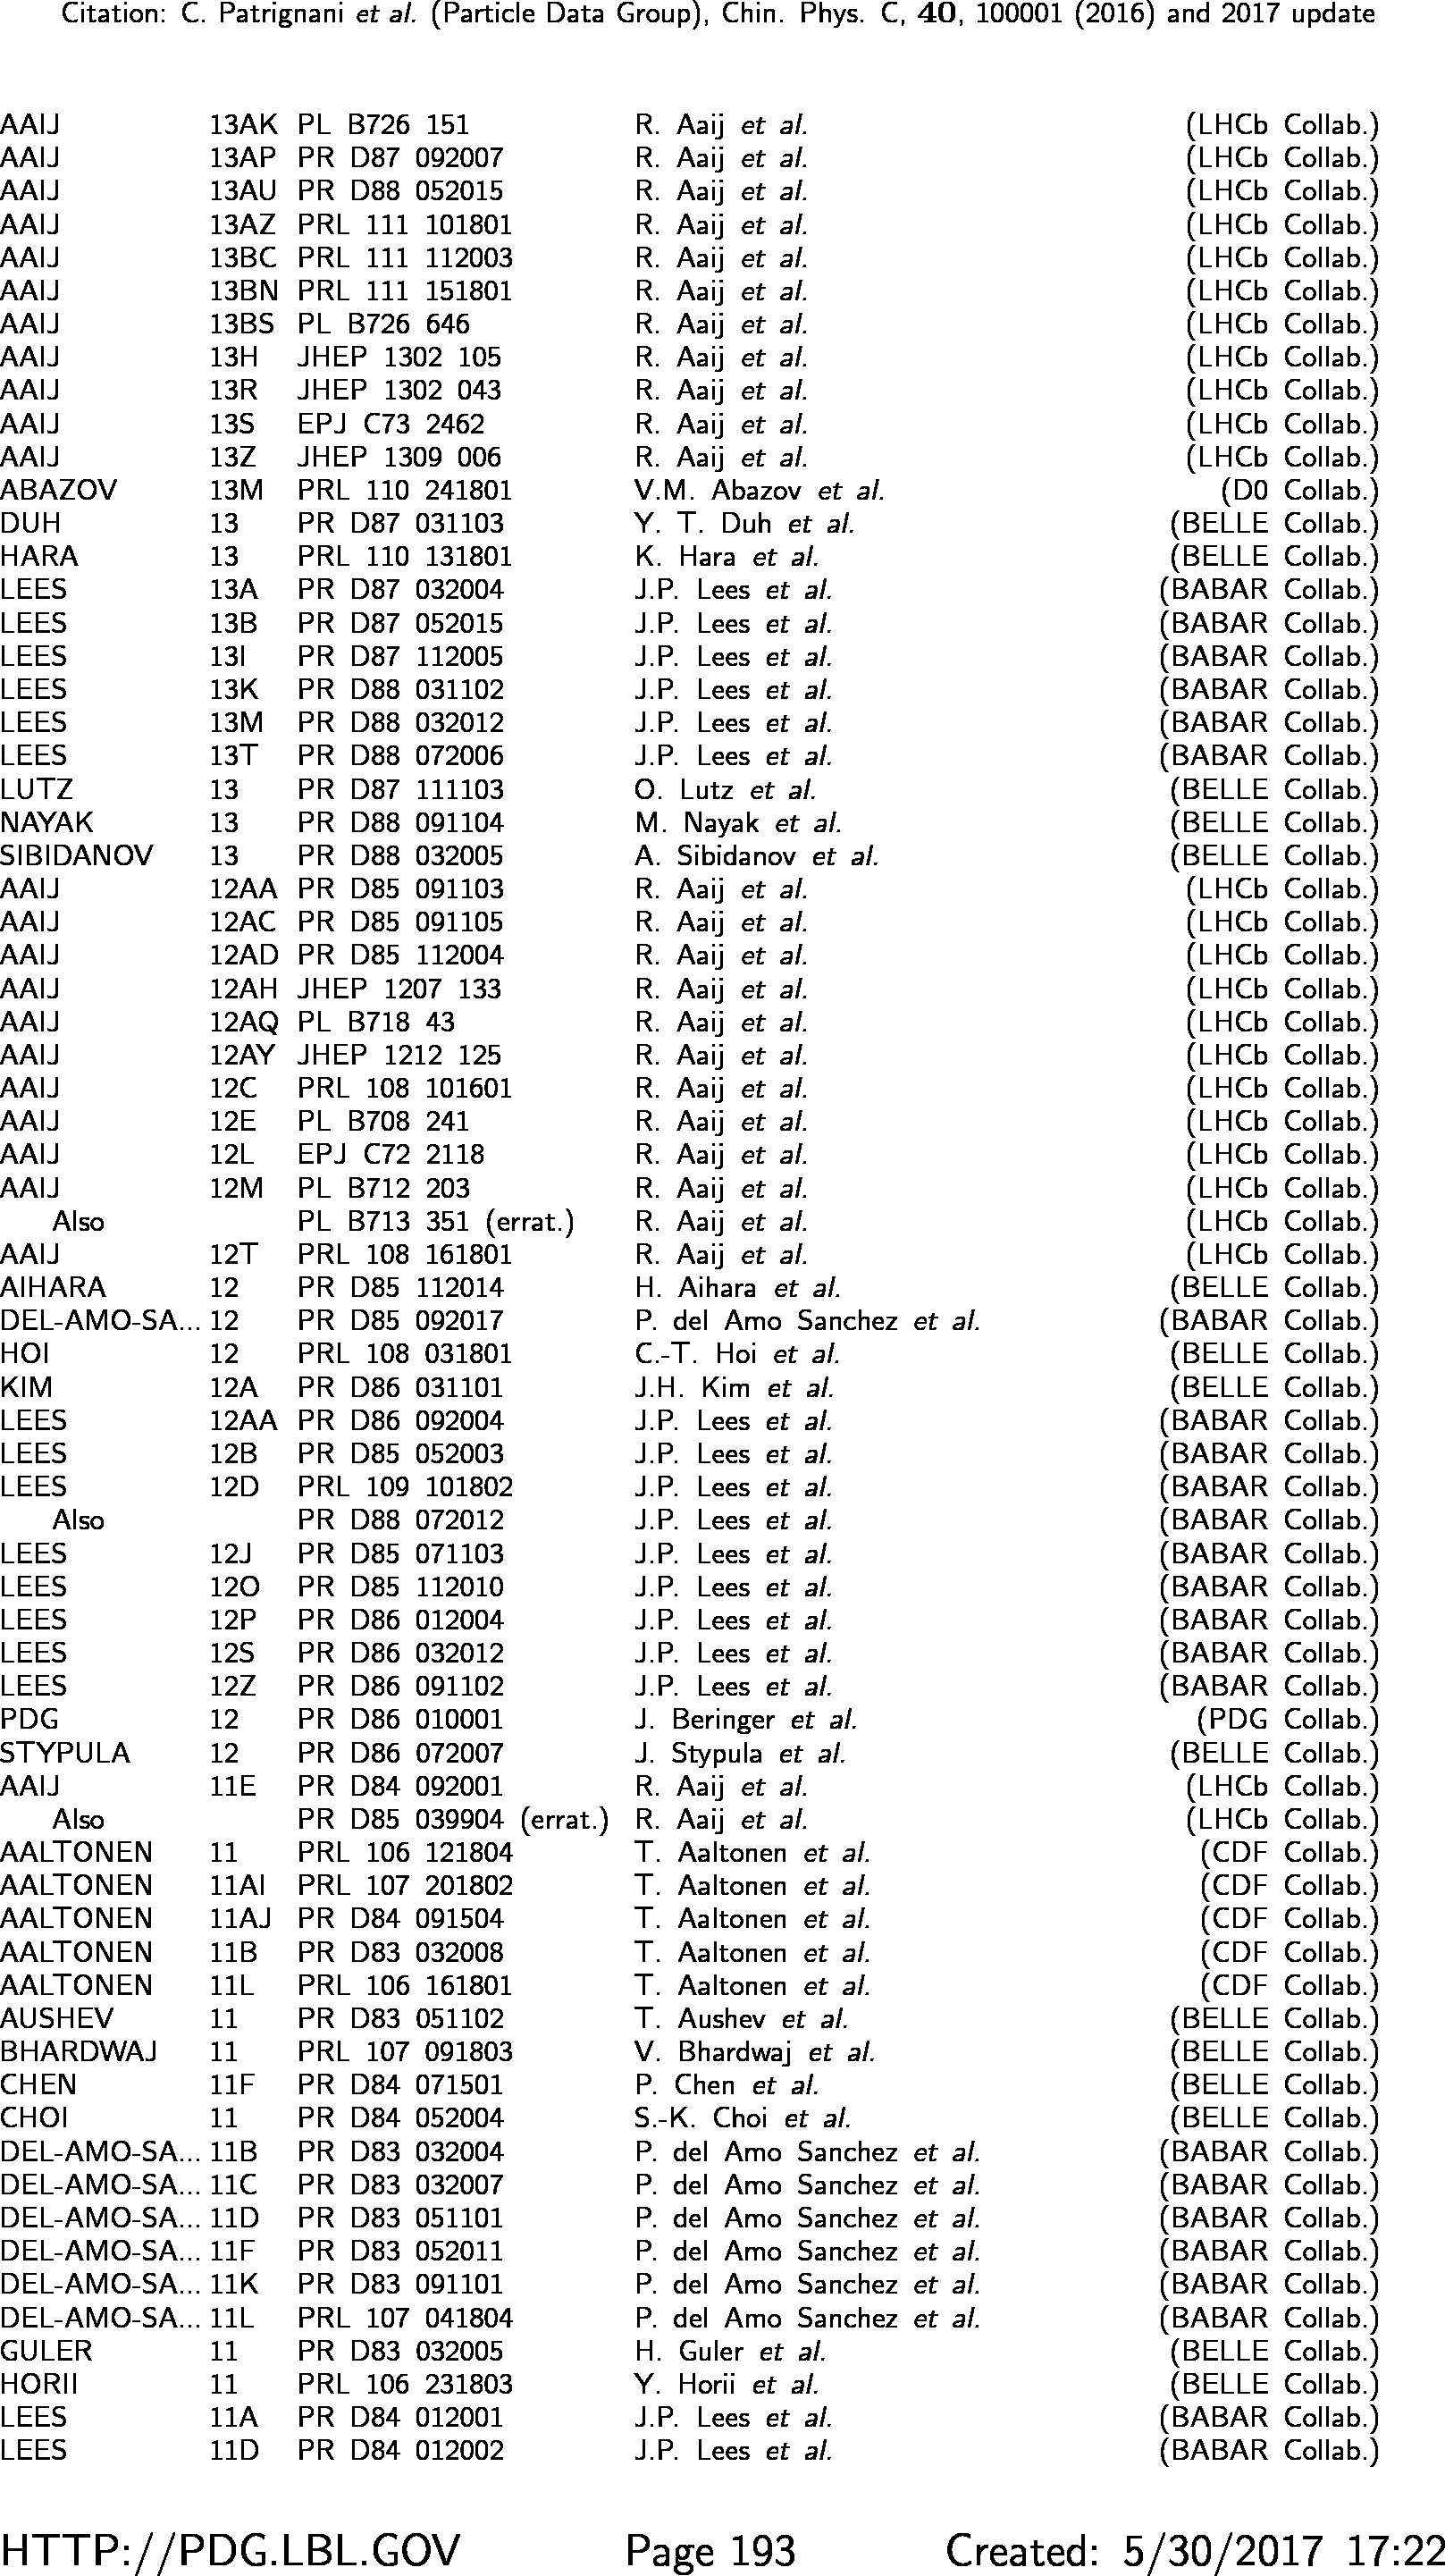 Citation: C. Patrignani et al. (Particle Data Group), Chin. Phys. C, 40, 100001 (2016) and 2017 update
AAIJ 13AK PL B726 151 R. Aaij et al. (LHCb Collab.)
AAIJ 13AP PR D87 092007 R. Aaij et al. (LHCb Collab.)
AAIJ 13AU PR D88 052015 R. Aaij et al. (LHCb Collab.)
AAIJ 13AZ PRL 111 101801 R. Aaij et al. (LHCb Collab.)
AAIJ 13BC PRL 111 112003 R. Aaij et al. (LHCb Collab.)
AAIJ 13BN PRL 111 151801 R. Aaij et al. (LHCb Collab.)
AAIJ 13BS PL B726 646 R. Aaij et al. (LHCb Collab.)
AAIJ 13H JHEP 1302 105 R. Aaij et al. (LHCb Collab.)
AAIJ 13R JHEP 1302 043 R. Aaij et al. (LHCb Collab.)
AAIJ 13S EPJ C73 2462 R. Aaij et al. (LHCb Collab.)
AAIJ 13Z JHEP 1309 006 R. Aaij et al. (LHCb Collab.)
ABAZOV 13M PRL 110 241801 V.M. Abazov et al. (D0 Collab.)
DUH 13 PR D87 031103 Y. T. Duh et al. (BELLE Collab.)
HARA 13 PRL 110 131801 K. Hara et al. (BELLE Collab.)
LEES 13A PR D87 032004 J.P. Lees et al. (BABAR Collab.)
LEES 13B PR D87 052015 J.P. Lees et al. (BABAR Collab.)
LEES 13I PR D87 112005 J.P. Lees et al. (BABAR Collab.)
LEES 13K PR D88 031102 J.P. Lees et al. (BABAR Collab.)
LEES 13M PR D88 032012 J.P. Lees et al. (BABAR Collab.)
LEES 13T PR D88 072006 J.P. Lees et al. (BABAR Collab.)
LUTZ 13 PR D87 111103 O. Lutz et al. (BELLE Collab.)
NAYAK 13 PR D88 091104 M. Nayak et al. (BELLE Collab.)
SIBIDANOV 13 PR D88 032005 A. Sibidanov et al. (BELLE Collab.)
AAIJ 12AA PR D85 091103 R. Aaij et al. (LHCb Collab.)
AAIJ 12AC PR D85 091105 R. Aaij et al. (LHCb Collab.)
AAIJ 12AD PR D85 112004 R. Aaij et al. (LHCb Collab.)
AAIJ 12AH JHEP 1207 133 R. Aaij et al. (LHCb Collab.)
AAIJ 12AQ PL B718 43 R. Aaij et al. (LHCb Collab.)
AAIJ 12AY JHEP 1212 125 R. Aaij et al. (LHCb Collab.)
AAIJ 12C PRL 108 101601 R. Aaij et al. (LHCb Collab.)
AAIJ 12E PL B708 241 R. Aaij et al. (LHCb Collab.)
AAIJ 12L EPJ C72 2118 R. Aaij et al. (LHCb Collab.)
AAIJ 12M PL B712 203 R. Aaij et al. (LHCb Collab.)
Also PL B713 351 (errat.) R. Aaij et al. (LHCb Collab.)
AAIJ 12T PRL 108 161801 R. Aaij et al. (LHCb Collab.)
AIHARA 12 PR D85 112014 H. Aihara et al. (BELLE Collab.)
DEL-AMO-SA... 12 PR D85 092017 P. del Amo Sanchez et al. (BABAR Collab.)
HOI 12 PRL 108 031801 C.-T. Hoi et al. (BELLE Collab.)
KIM 12A PR D86 031101 J.H. Kim et al. (BELLE Collab.)
LEES 12AA PR D86 092004 J.P. Lees et al. (BABAR Collab.)
LEES 12B PR D85 052003 J.P. Lees et al. (BABAR Collab.)
LEES 12D PRL 109 101802 J.P. Lees et al. (BABAR Collab.)
Also PR D88 072012 J.P. Lees et al. (BABAR Collab.)
LEES 12J PR D85 071103 J.P. Lees et al. (BABAR Collab.)
LEES 12O PR D85 112010 J.P. Lees et al. (BABAR Collab.)
LEES 12P PR D86 012004 J.P. Lees et al. (BABAR Collab.)
LEES 12S PR D86 032012 J.P. Lees et al. (BABAR Collab.)
LEES 12Z PR D86 091102 J.P. Lees et al. (BABAR Collab.)
PDG 12 PR D86 010001 J. Beringer et al. (PDG Collab.)
STYPULA 12 PR D86 072007 J. Stypula et al. (BELLE Collab.)
AAIJ 11E PR D84 092001 R. Aaij et al. (LHCb Collab.)
Also PR D85 039904 (errat.) R. Aaij et al. (LHCb Collab.)
AALTONEN 11 PRL 106 121804 T. Aaltonen et al. (CDF Collab.)
AALTONEN 11AI PRL 107 201802 T. Aaltonen et al. (CDF Collab.)
AALTONEN 11AJ PR D84 091504 T. Aaltonen et al. (CDF Collab.)
AALTONEN 11B PR D83 032008 T. Aaltonen et al. (CDF Collab.)
AALTONEN 11L PRL 106 161801 T. Aaltonen et al. (CDF Collab.)
AUSHEV 11 PR D83 051102 T. Aushev et al. (BELLE Collab.)
BHARDWAJ 11 PRL 107 091803 V. Bhardwaj et al. (BELLE Collab.)
CHEN 11F PR D84 071501 P. Chen et al. (BELLE Collab.)
CHOI 11 PR D84 052004 S.-K. Choi et al. (BELLE Collab.)
DEL-AMO-SA... 11B PR D83 032004 P. del Amo Sanchez et al. (BABAR Collab.)
DEL-AMO-SA... 11C PR D83 032007 P. del Amo Sanchez et al. (BABAR Collab.)
DEL-AMO-SA... 11D PR D83 051101 P. del Amo Sanchez et al. (BABAR Collab.)
DEL-AMO-SA... 11F PR D83 052011 P. del Amo Sanchez et al. (BABAR Collab.)
DEL-AMO-SA... 11K PR D83 091101 P. del Amo Sanchez et al. (BABAR Collab.)
DEL-AMO-SA... 11L PRL 107 041804 P. del Amo Sanchez et al. (BABAR Collab.)
GULER 11 PR D83 032005 H. Guler et al. (BELLE Collab.)
HORII 11 PRL 106 231803 Y. Horii et al. (BELLE Collab.)
LEES 11A PR D84 012001 J.P. Lees et al. (BABAR Collab.)
LEES 11D PR D84 012002 J.P. Lees et al. (BABAR Collab.)
HTTP://PDG.LBL.GOV Page 193 Created: 5/30/2017 17:22